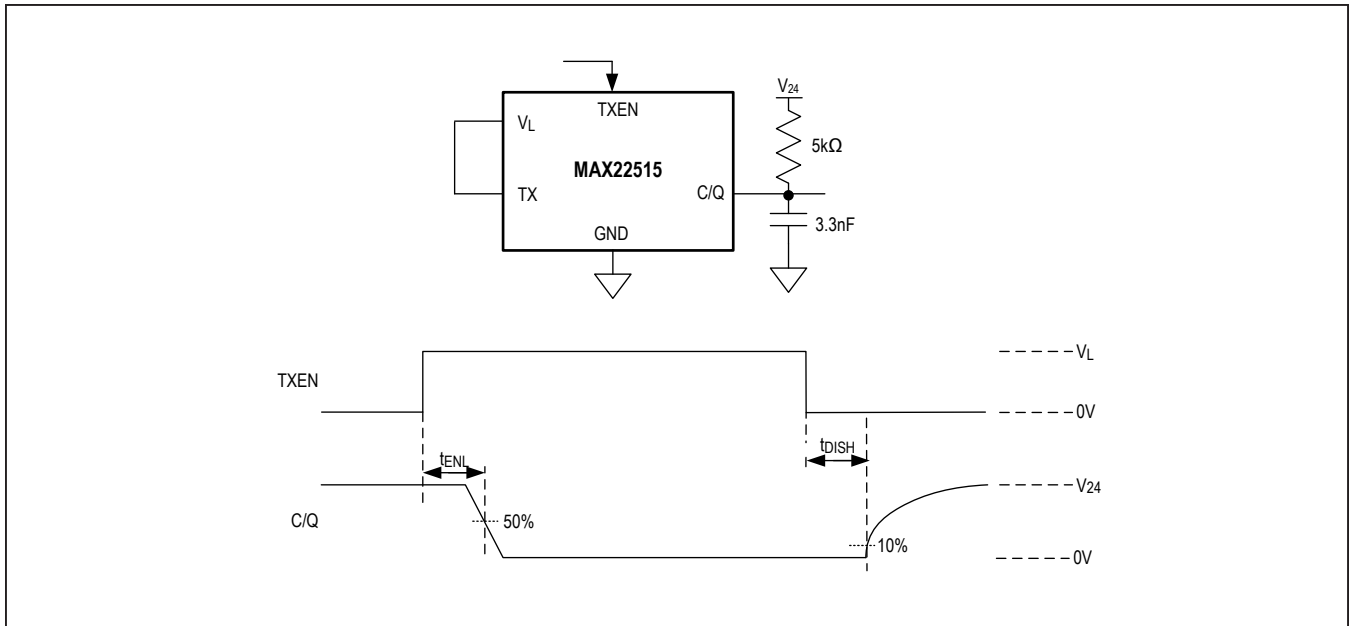 V24
TXEN
VL
5kΩ
MAX22515
TX
C/Q
GND
3.3nF
VL
TXEN
0V
tDISH
tENL
V24
C/Q
50%
10%
0V